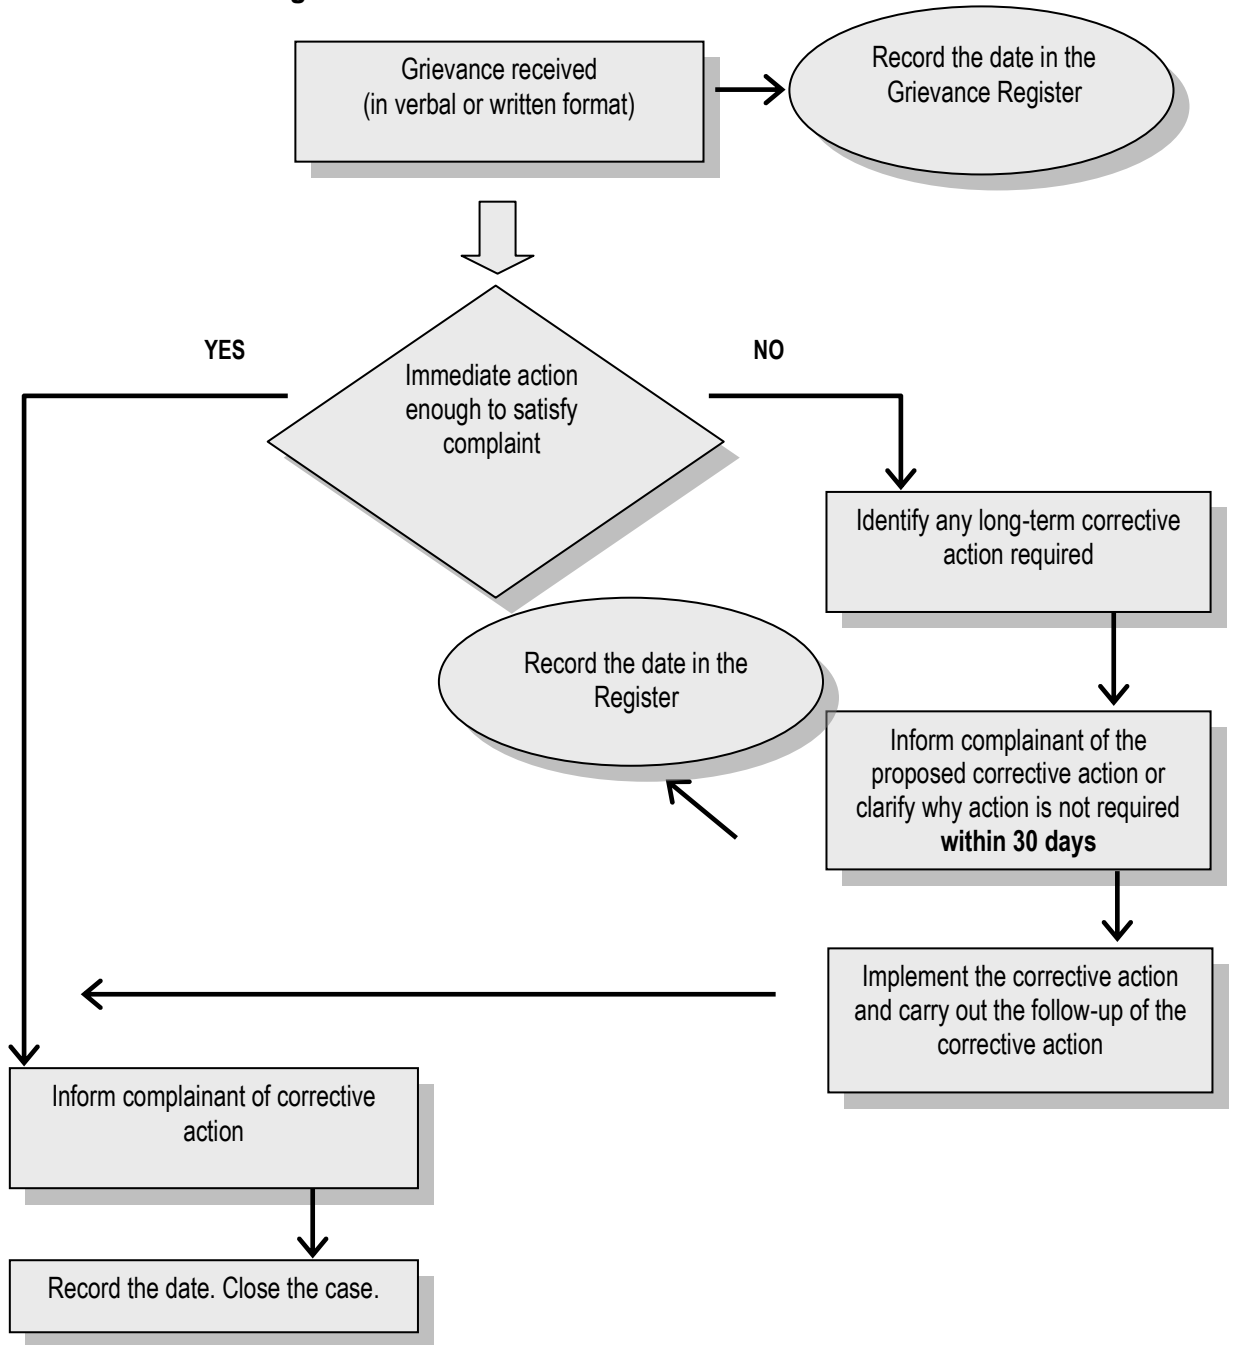 Grievance received
(in verbal or written format)
Record the date in the
Grievance Register
YES
NO
Immediate action
enough to satisfy
complaint
Identify any long-term corrective
action required
Record the date in the
Register
Inform complainant of the
proposed corrective action or
clarify why action is not required
within 30 days
Implement the corrective action
and carry out the follow-up of the
corrective action
Inform complainant of corrective
action
Record the date. Close the case.